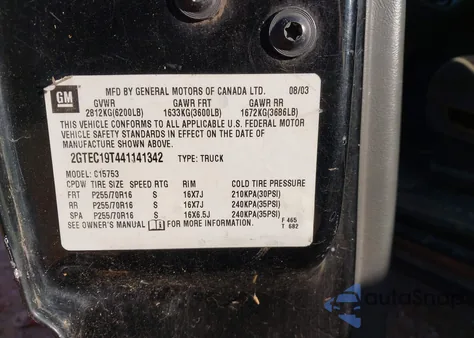 GM
MFD BY GENERAL MOTORS OF CANADA LTD. 08/03
GVWR GAWR FRT GAWR RR
2812KG(6200LB) 1633KG(3600LB) 1672KG(3686LB)
THIS VEHICLE CONFORMS TO ALL APPLICABLE U.S. FEDERAL MOTOR
VEHICLE SAFETY STANDARDS IN EFFECT ON THE DATE OF
MANUFACTURE SHOWN ABOVE.
2GTEC19T441141342 TYPE: TRUCK
MODEL: C15753
CPDW TIRE SIZE SPEED RTG RIM COLD TIRE PRESSURE
FRT P255/70R16 S 16X7J 210KPA(30PSI)
RR P255/70R16 S 16X7J 240KPA(35PSI)
SPA P255/70R16 S 16X6.5J 240KPA(35PSI)
SEE OWNER'S MANUAL FOR MORE INFORMATION. F 465
T 682
AutoSnap